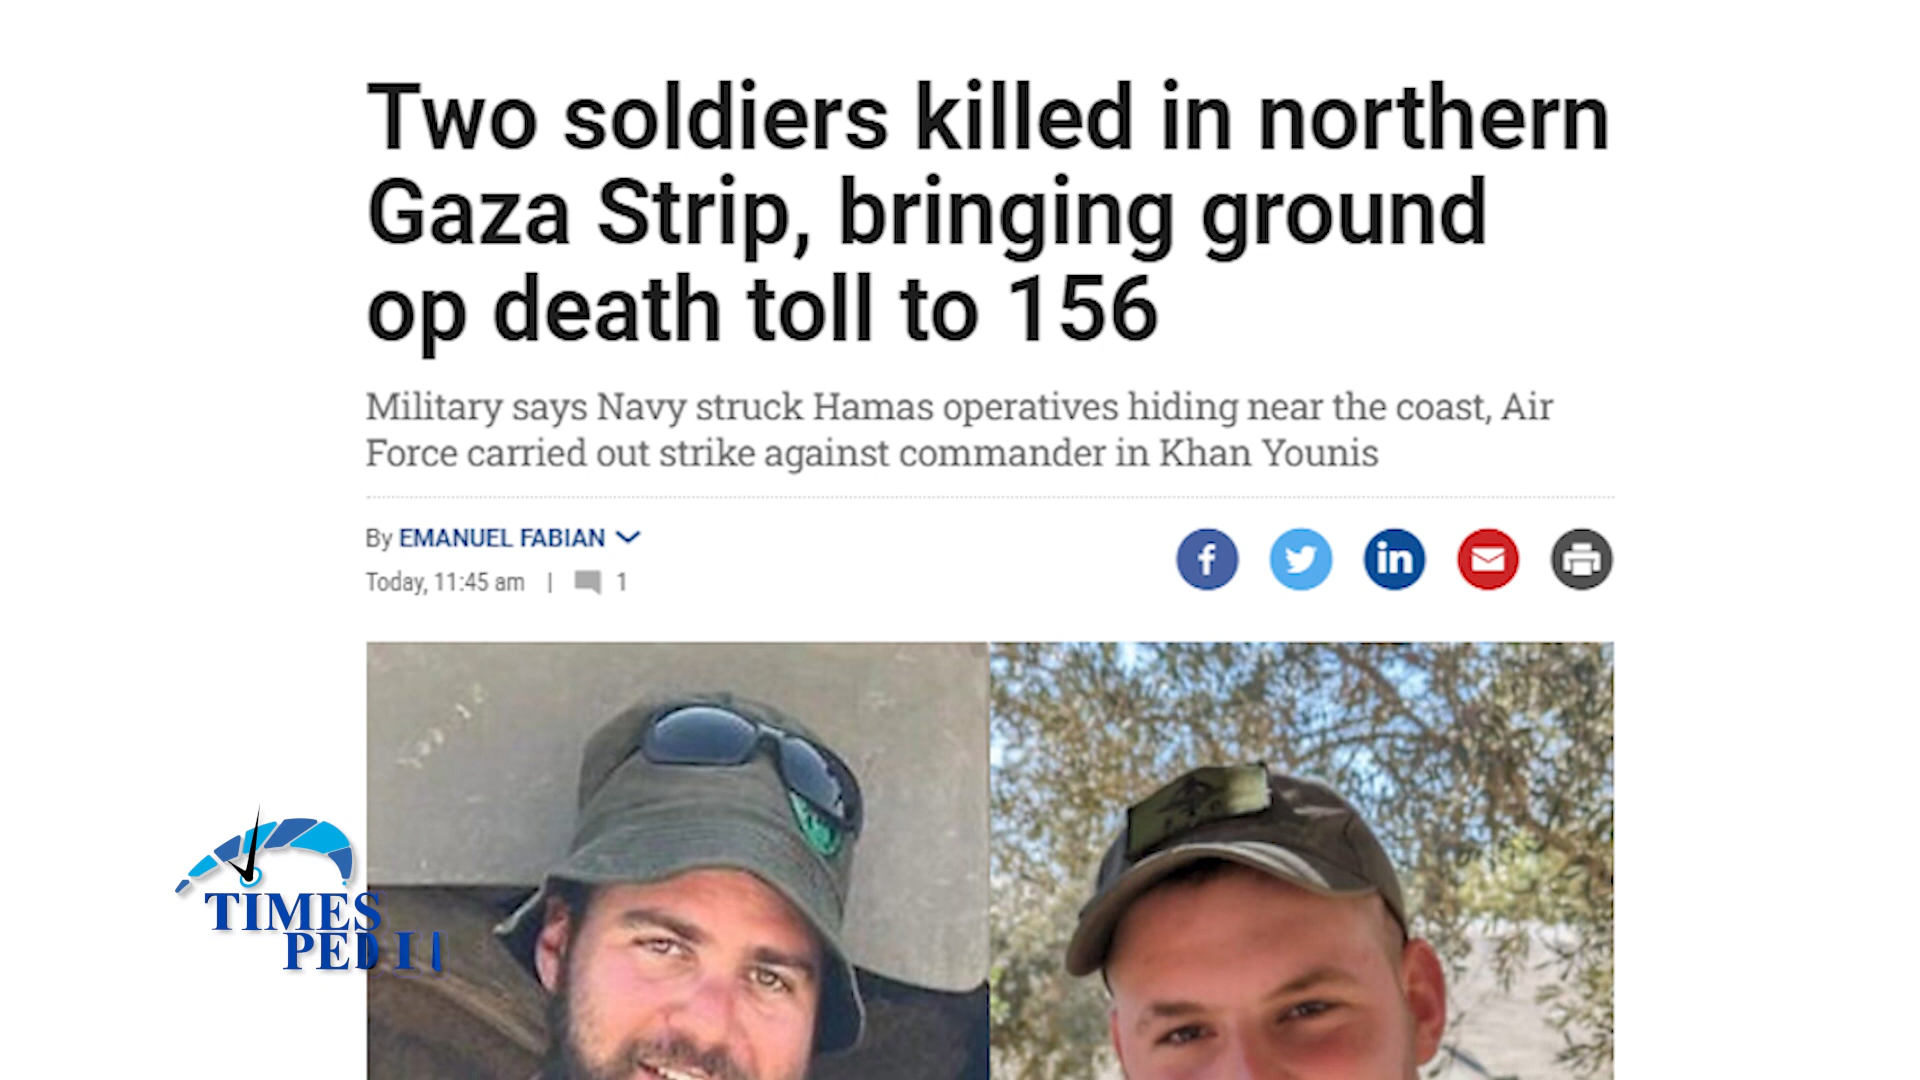 Two soldiers killed in northern
Gaza Strip, bringing ground
op death toll to 156
Military says Navy struck Hamas operatives hiding near the coast, Air
Force carried out strike against commander in Khan Younis
By EMANUEL FABIAN
Today, 11:45 am | 1
f
in
TIMES
PEDI